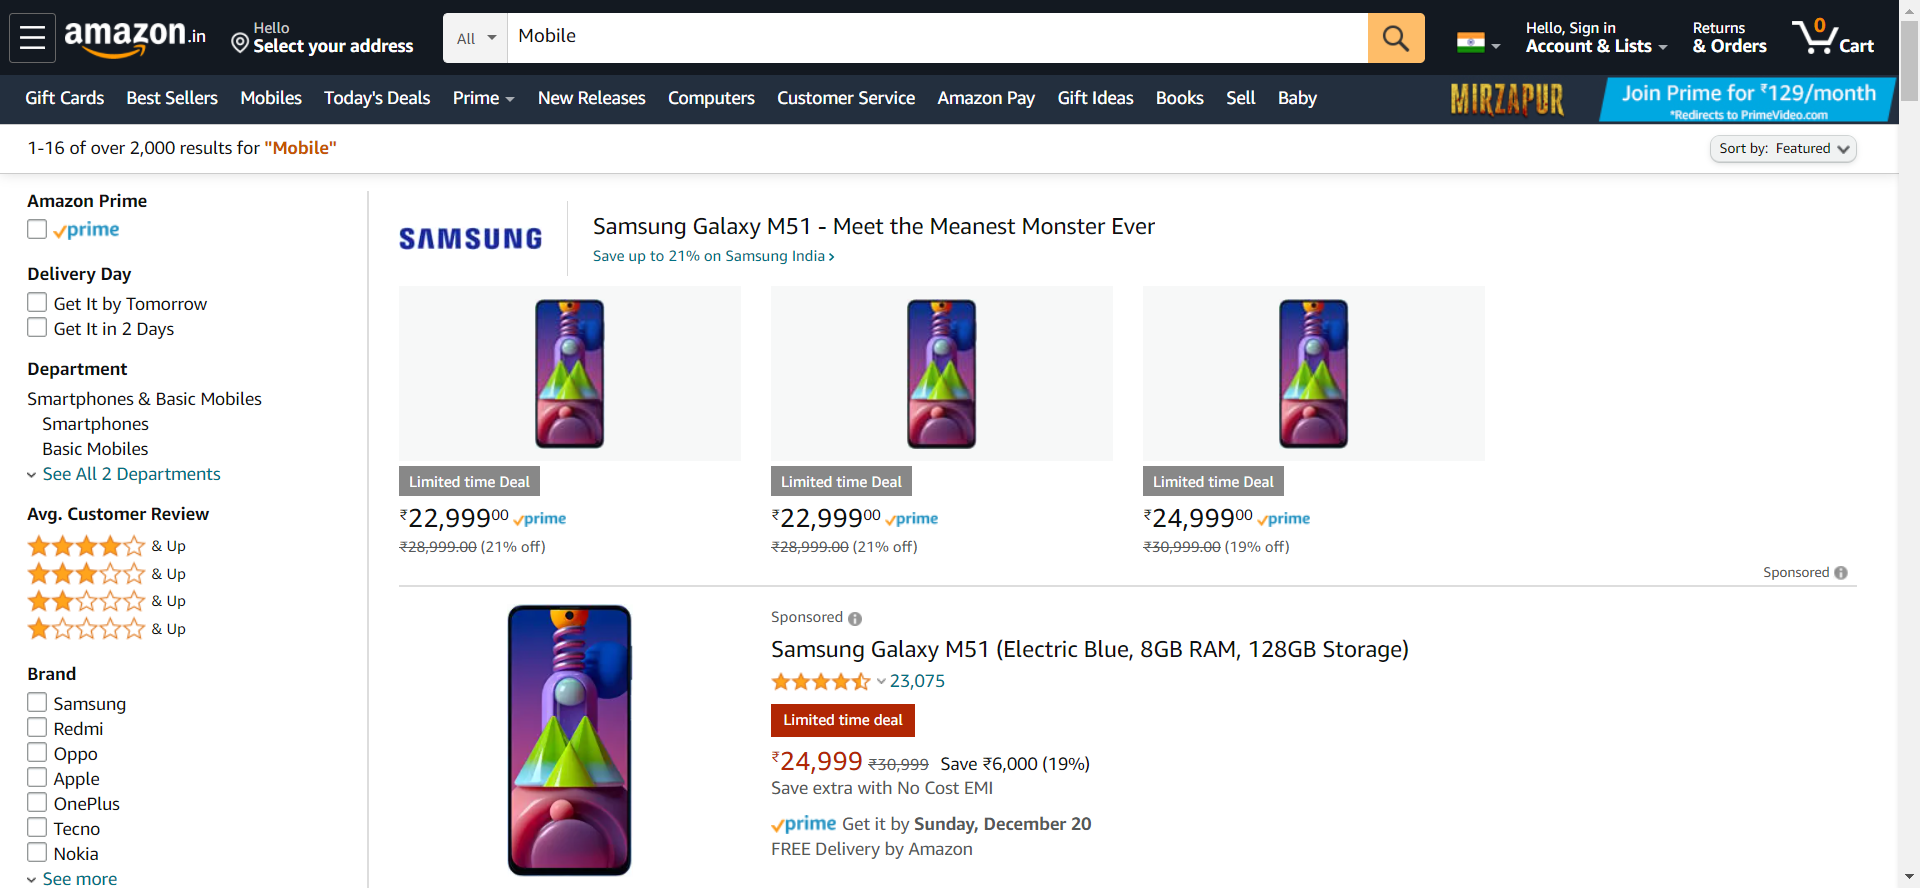 amazon.in
Hello
Select your address
All
Mobile
Hello, Sign in
Account & Lists
Returns
& Orders
0
Cart
Gift Cards
Best Sellers
Mobiles
Today's Deals
Prime
New Releases
Computers
Customer Service
Amazon Pay
Gift Ideas
Books
Sell
Baby
MIRZAPUR
Join Prime for ₹129/month
*Redirects to PrimeVideo.com
1-16 of over 2,000 results for "Mobile"
Sort by: Featured
Amazon Prime
prime
Delivery Day
Get It by Tomorrow
Get It in 2 Days
Department
Smartphones & Basic Mobiles
Smartphones
Basic Mobiles
See All 2 Departments
Avg. Customer Review
& Up
& Up
& Up
& Up
Brand
Samsung
Redmi
Oppo
Apple
OnePlus
Tecno
Nokia
See more
SAMSUNG
Samsung Galaxy M51 - Meet the Meanest Monster Ever
Save up to 21% on Samsung India ›
Limited time Deal
₹22,99900 prime
₹28,999.00 (21% off)
Limited time Deal
₹22,99900 prime
₹28,999.00 (21% off)
Limited time Deal
₹24,99900 prime
₹30,999.00 (19% off)
Sponsored
Sponsored
Samsung Galaxy M51 (Electric Blue, 8GB RAM, 128GB Storage)
23,075
Limited time deal
₹24,999 ₹30,999 Save ₹6,000 (19%)
Save extra with No Cost EMI
prime Get it by Sunday, December 20
FREE Delivery by Amazon